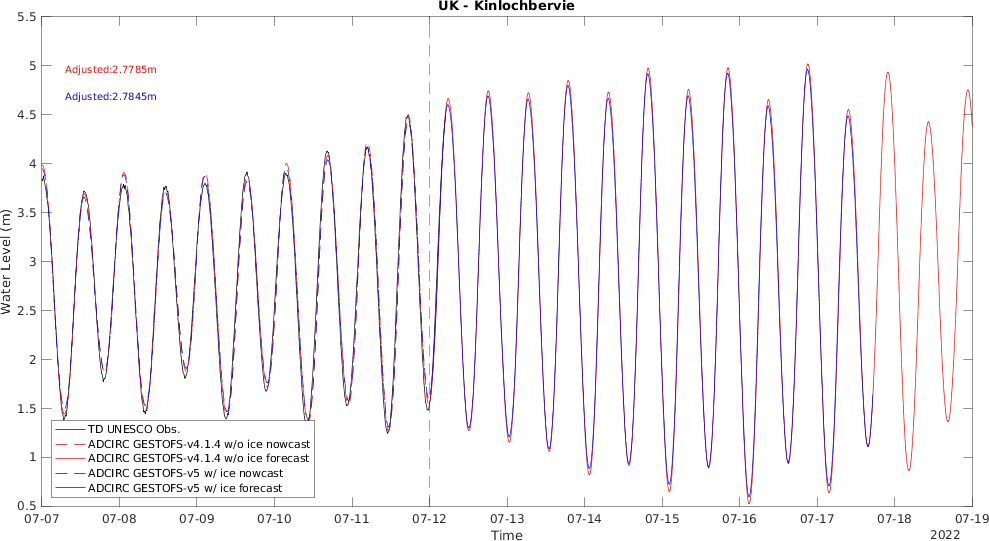 UK - Kinlochbervie
5.5
5
4.5
4
3.5
3
2.5
2
1.5
1
0.5
Water Level (m)
Adjusted:2.7785m
Adjusted:2.7845m
TD UNESCO Obs.
ADCIRC GESTOFS-v4.1.4 w/o ice nowcast
ADCIRC GESTOFS-v4.1.4 w/o ice forecast
ADCIRC GESTOFS-v5 w/ ice nowcast
ADCIRC GESTOFS-v5 w/ ice forecast
07-07 07-08 07-09 07-10 07-11 07-12 07-13 07-14 07-15 07-16 07-17 07-18 07-19
Time
2022